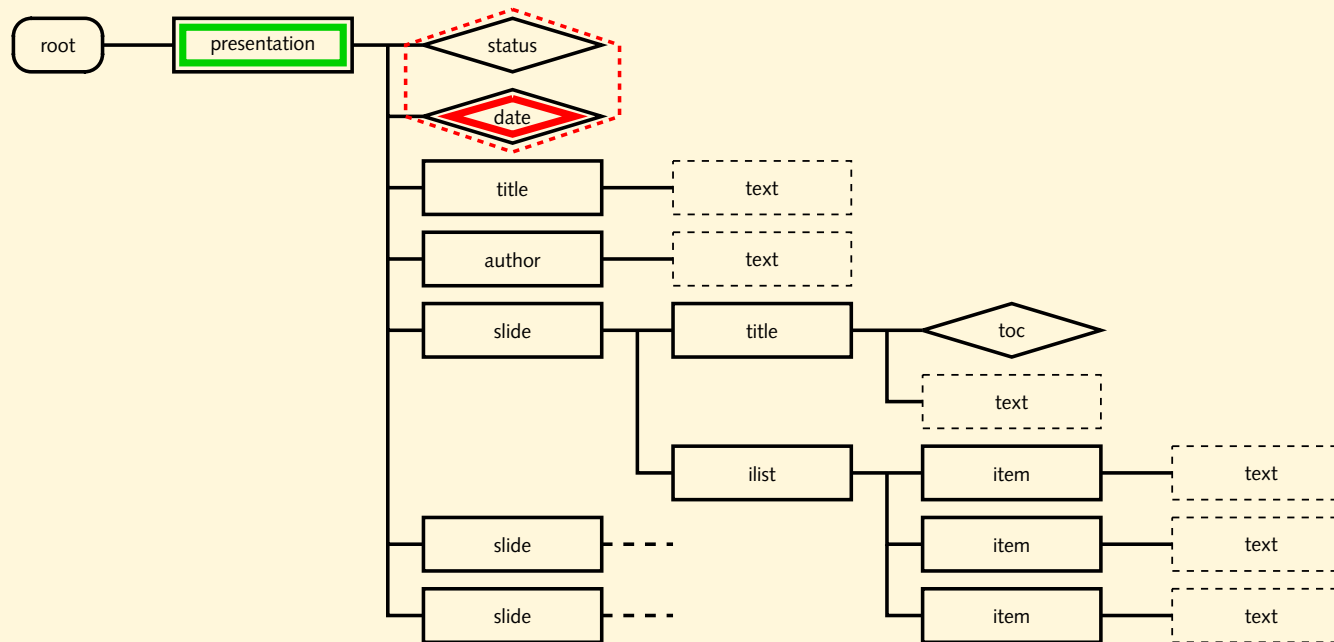 root
presentation
status
date
title
text
author
text
slide
title
toc
text
ilist
item
text
slide
item
text
slide
item
text